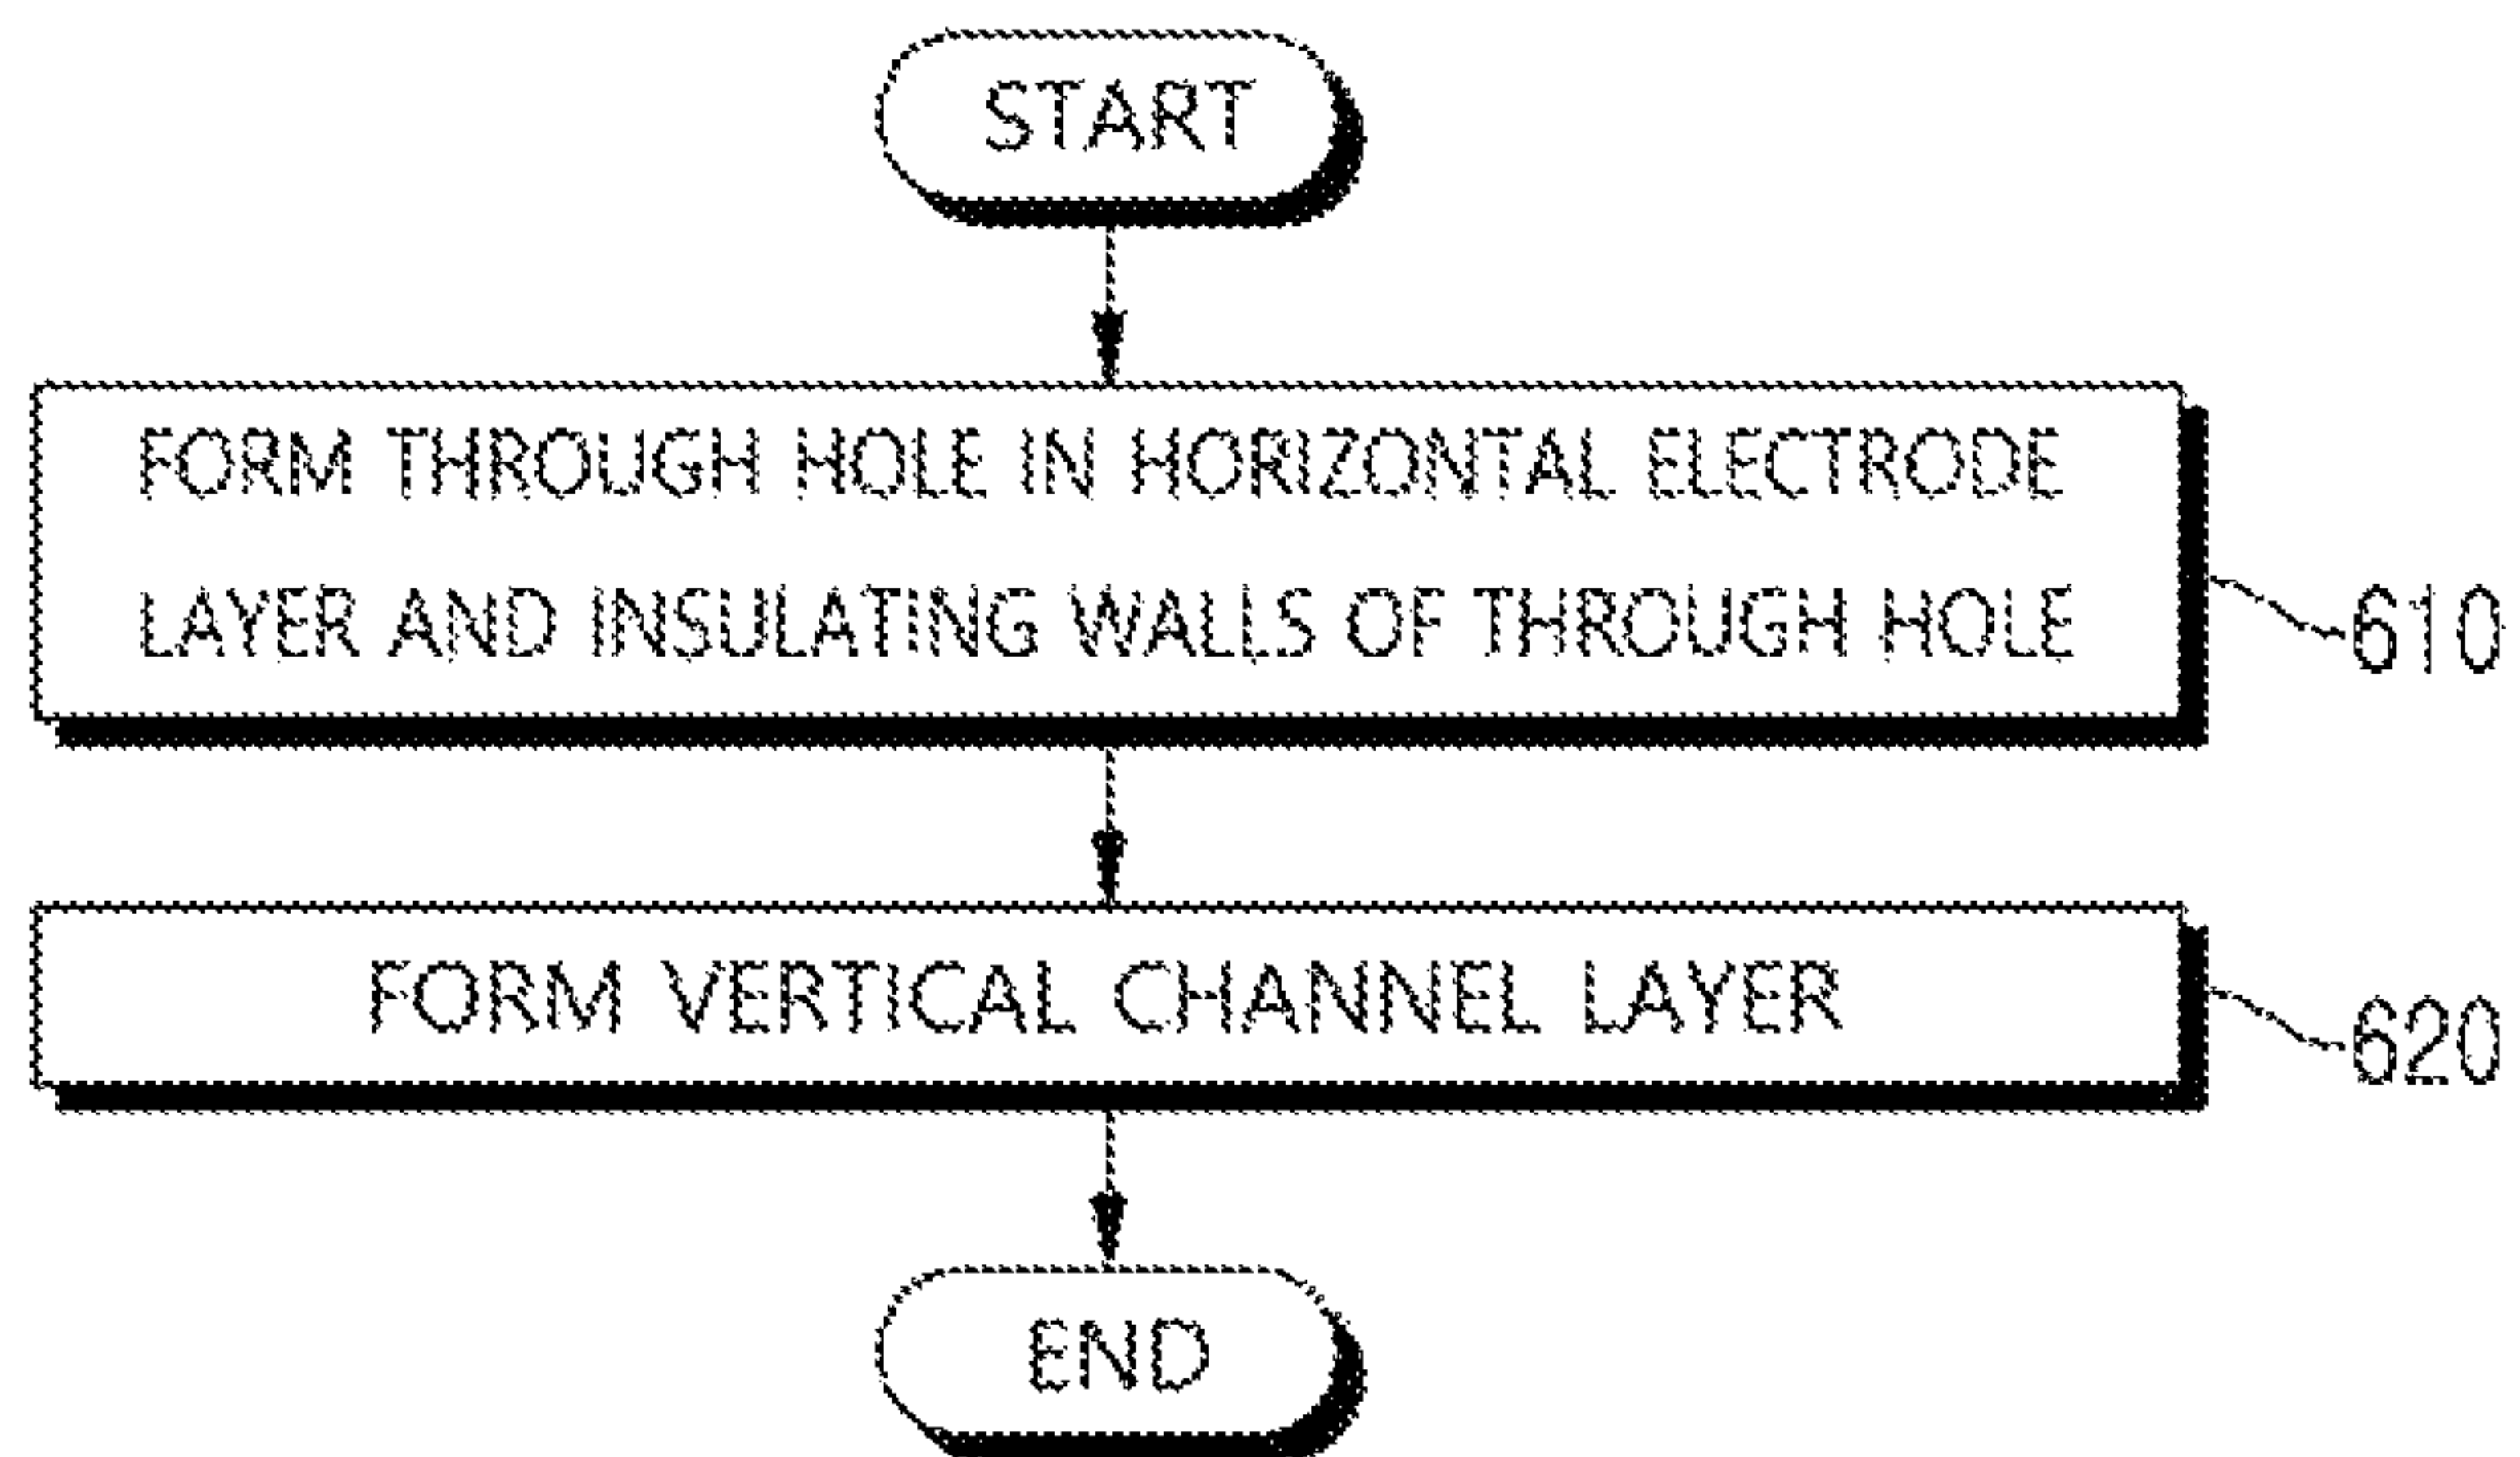 START
FORM THROUGH HOLE IN HORIZONTAL ELECTRODE
LAYER AND INSULATING WALLS OF THROUGH HOLE
610
FORM VERTICAL CHANNEL LAYER
620
END